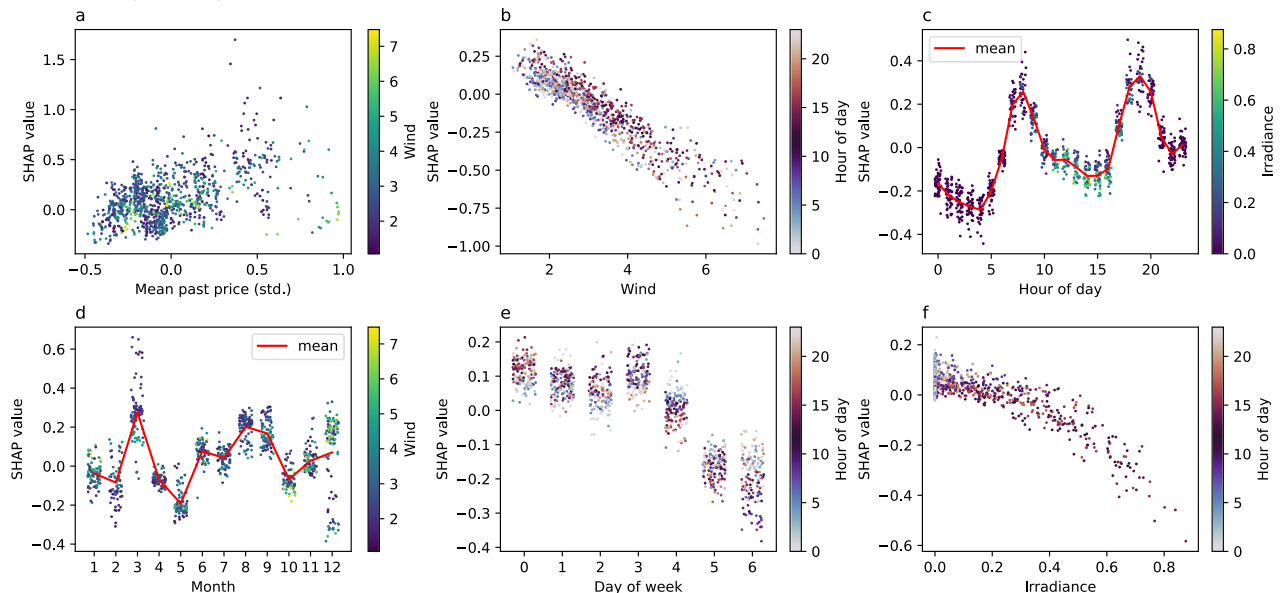 a
SHAP value
1.5
1.0
0.5
0.0
−0.5
0.0
0.5
1.0
Mean past price (std.)
7
6
5
4
3
2
Wind
b
SHAP value
0.25
0.00
−0.25
−0.50
−0.75
−1.00
2
4
6
Wind
20
15
10
5
0
Hour of day
c
SHAP value
mean
0.4
0.2
0.0
−0.2
−0.4
0
5
10
15
20
Hour of day
0.8
0.6
0.4
0.2
0.0
Irradiance
d
SHAP value
mean
0.6
0.4
0.2
0.0
−0.2
−0.4
1 2 3 4 5 6 7 8 9 10 11 12
Month
7
6
5
4
3
2
Wind
e
SHAP value
0.2
0.1
0.0
−0.1
−0.2
−0.3
−0.4
0 1 2 3 4 5 6
Day of week
20
15
10
5
0
Hour of day
f
SHAP value
0.2
0.0
−0.2
−0.4
−0.6
0.0
0.2
0.4
0.6
0.8
Irradiance
20
15
10
5
0
Hour of day